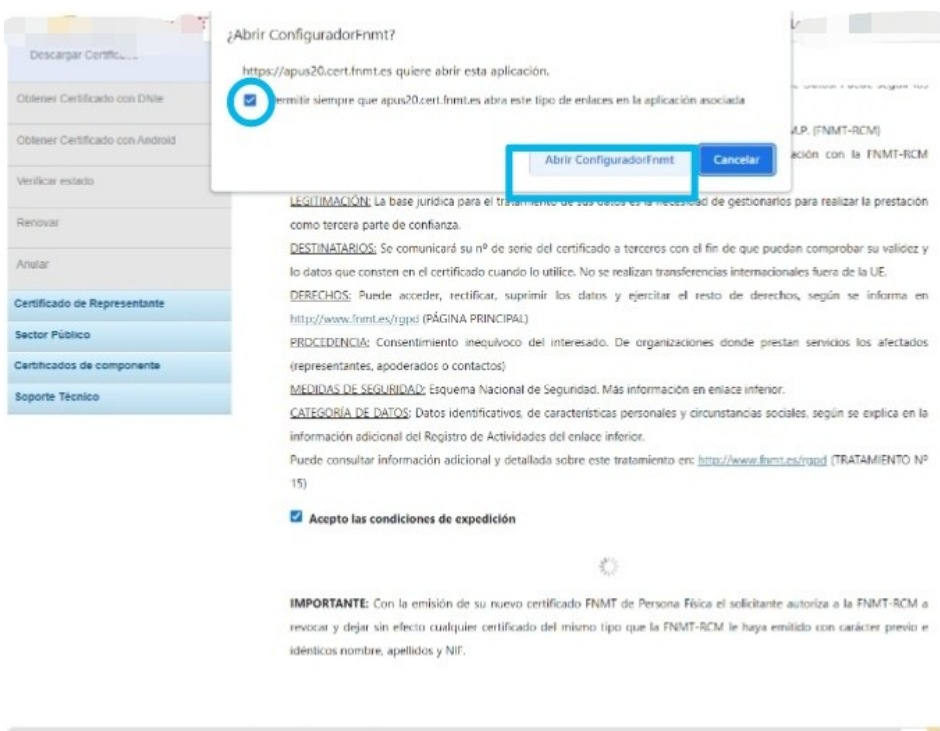 ¿Abrir ConfiguradorFnmt?
https://apus20.cert.fnmt.es quiere abrir esta aplicación.
siempre que apus20.cert.fnmt.es abra este tipo de enlaces en la aplicación asociada
Abrir ConfiguradorFnmt
Cancelar
Descargar
Obtener Certificado con DNIe
Obtener Certificado con Android
Verificar estado
Renovar
Anular
Certificado de Representante
Sector Público
Certificados de componente
Soporte Técnico
(FNMT-RCM)
con la FNMT-RCM
LEGITIMACIÓN: La base jurídica para el tratamiento de sus datos es la necesidad de gestionarlos para realizar la prestación
como tercera parte de confianza.
DESTINATARIOS: Se comunicará su nº de serie del certificado a terceros con el fin de que puedan comprobar su validez y
lo datos que consten en el certificado cuando lo utilice. No se realizan transferencias internacionales fuera de la UE.
DERECHOS: Puede acceder, rectificar, suprimir los datos y ejercitar el resto de derechos, según se informa en
http://www.fnmt.es/rgpd (PÁGINA PRINCIPAL)
PROCEDENCIA: Consentimiento inequívoco del interesado. De organizaciones donde prestan servicios los afectados
(representantes, apoderados o contactos)
MEDIDAS DE SEGURIDAD: Esquema Nacional de Seguridad. Más información en enlace inferior.
CATEGORÍA DE DATOS: Datos identificativos, de características personales y circunstancias sociales, según se explica en la
información adicional del Registro de Actividades del enlace inferior.
Puede consultar información adicional y detallada sobre este tratamiento en: http://www.fnmt.es/rgpd (TRATAMIENTO Nº
15)
Acepto las condiciones de expedición
IMPORTANTE: Con la emisión de su nuevo certificado FNMT de Persona Física el solicitante autoriza a la FNMT-RCM a
revocar y dejar sin efecto cualquier certificado del mismo tipo que la FNMT-RCM le haya emitido con carácter previo e
idénticos nombre, apellidos y NIF.